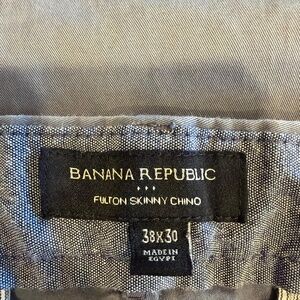 BANANA REPUBLIC
FULTON SKINNY CHINO
38X30
MADE IN
EGYPT